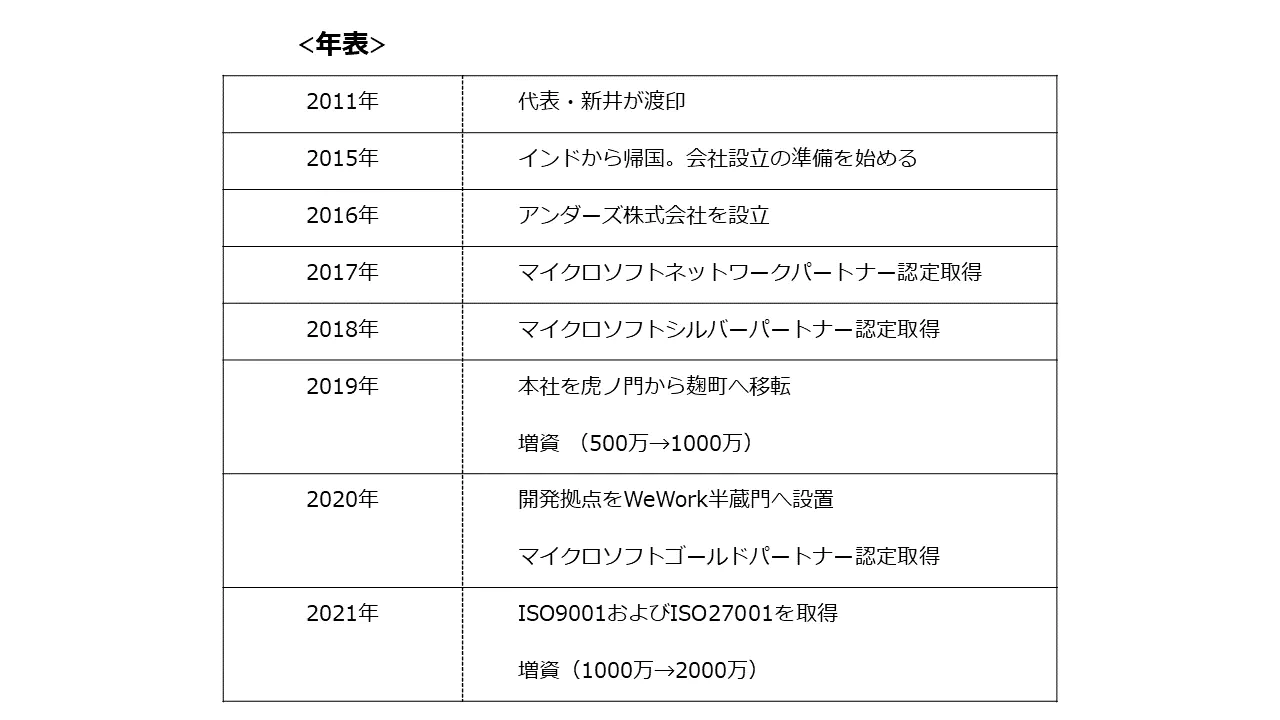 <年表>
2011年 代表・新井が渡印
2015年 インドから帰国。会社設立の準備を始める
2016年 アンダーズ株式会社を設立
2017年 マイクロソフトネットワークパートナー認定取得
2018年 マイクロソフトシルバーパートナー認定取得
2019年 本社を虎ノ門から麹町へ移転
増資 （500万→1000万）
2020年 開発拠点をWeWork半蔵門へ設置
マイクロソフトゴールドパートナー認定取得
2021年 ISO9001およびISO27001を取得
増資（1000万→2000万）